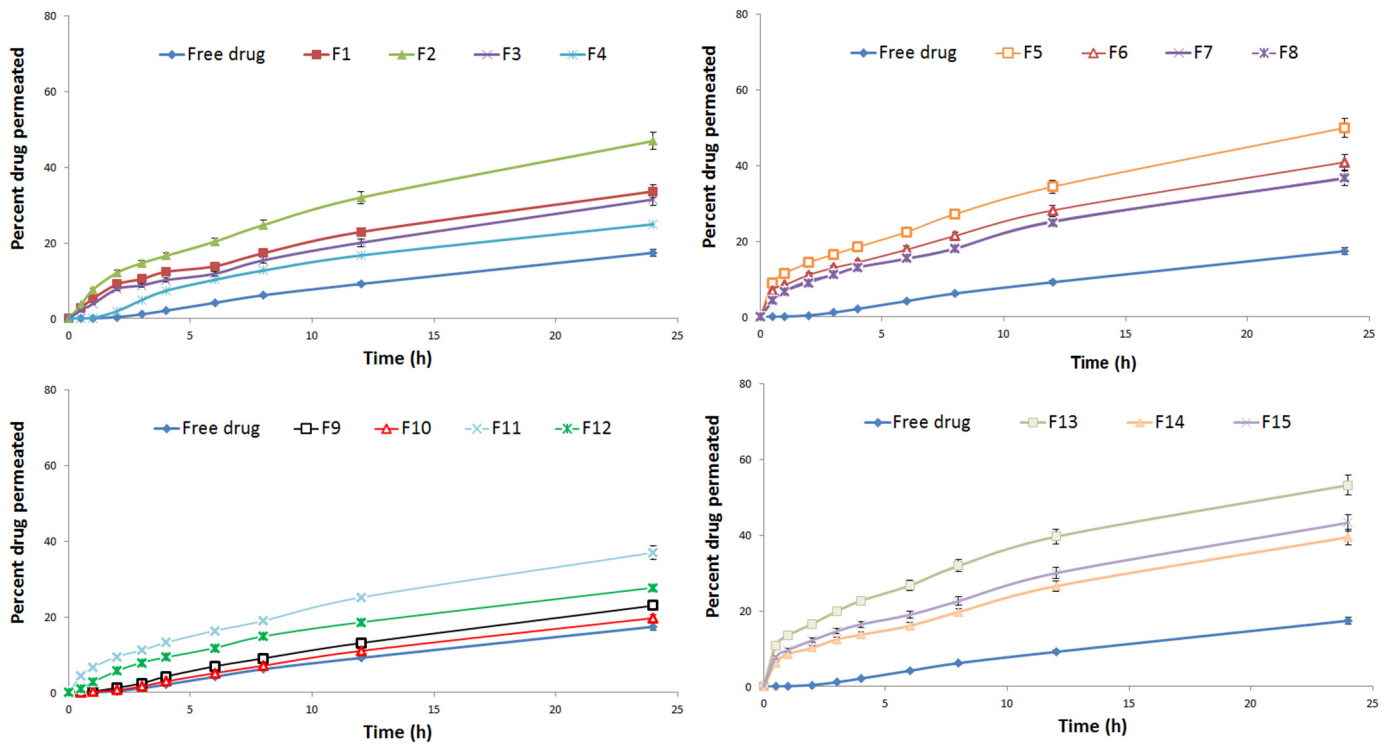 80
60
40
20
0
Percent drug permeated
Free drug F1 F2 F3 F4
0 5 10 15 20 25
Time (h)
80
60
40
20
0
Percent drug permeated
Free drug F5 F6 F7 F8
0 5 10 15 20 25
Time (h)
80
60
40
20
0
Percent drug permeated
Free drug F9 F10 F11 F12
0 5 10 15 20 25
Time (h)
80
60
40
20
0
Percent drug permeated
Free drug F13 F14 F15
0 5 10 15 20 25
Time (h)